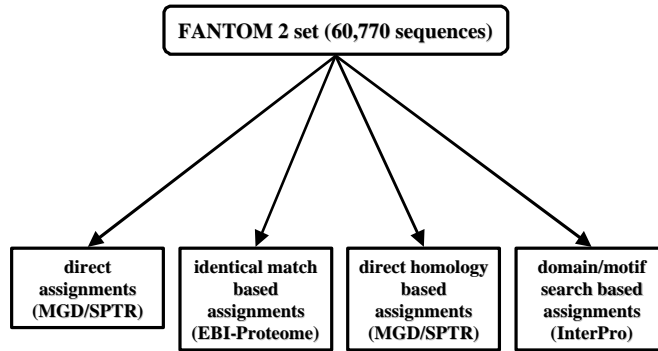 FANTOM 2 set (60,770 sequences)
direct
assignments
(MGD/SPTR)
identical match
based
assignments
(EBI-Proteome)
direct homology
based
assignments
(MGD/SPTR)
domain/motif
search based
assignments
(InterPro)